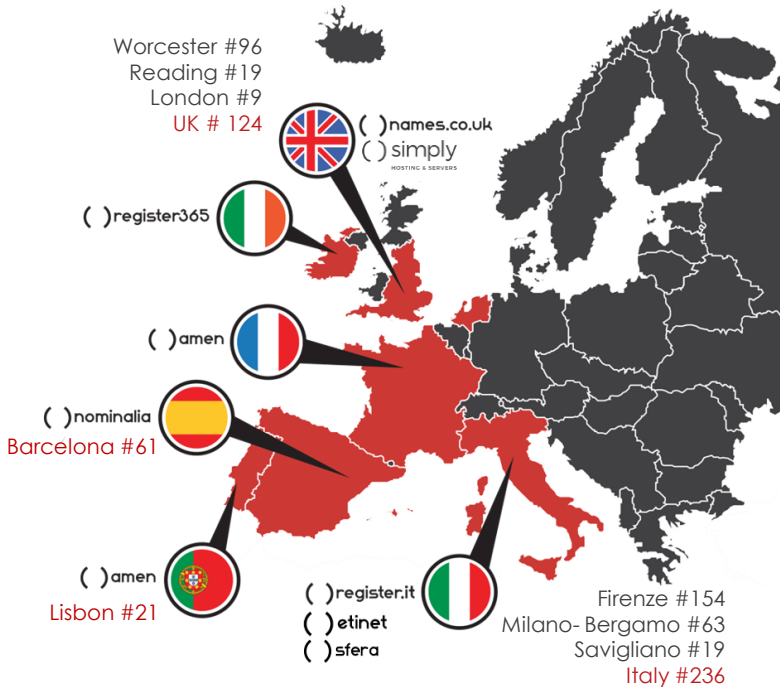 Worcester #96
Reading #19
London #9
UK # 124
( ) names.co.uk
( ) simply
HOSTING & SERVERS
( ) register365
( ) amen
( ) nominalia
Barcelona #61
( ) amen
Lisbon #21
( ) register.it
( ) etinet
( ) sfera
Firenze #154
Milano- Bergamo #63
Savigliano #19
Italy #236